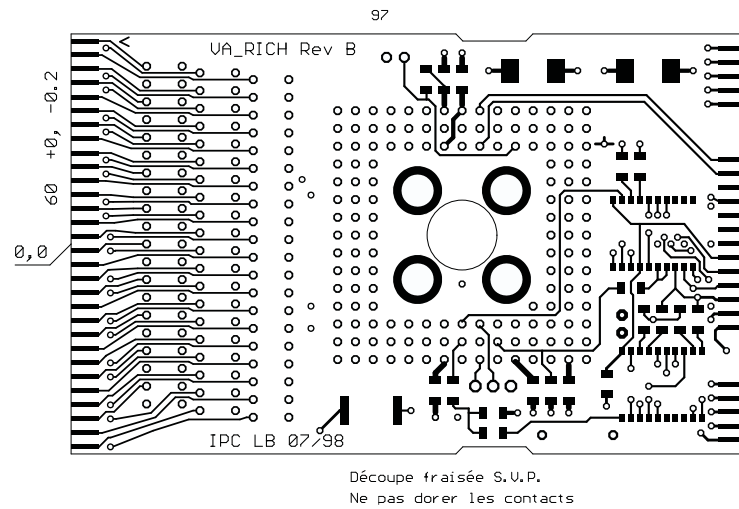 97
VA_RICH Rev B
60 +0, -0.2
0,0
IPC LB 07/98
Découpe fraisée S.V.P.
Ne pas dorer les contacts